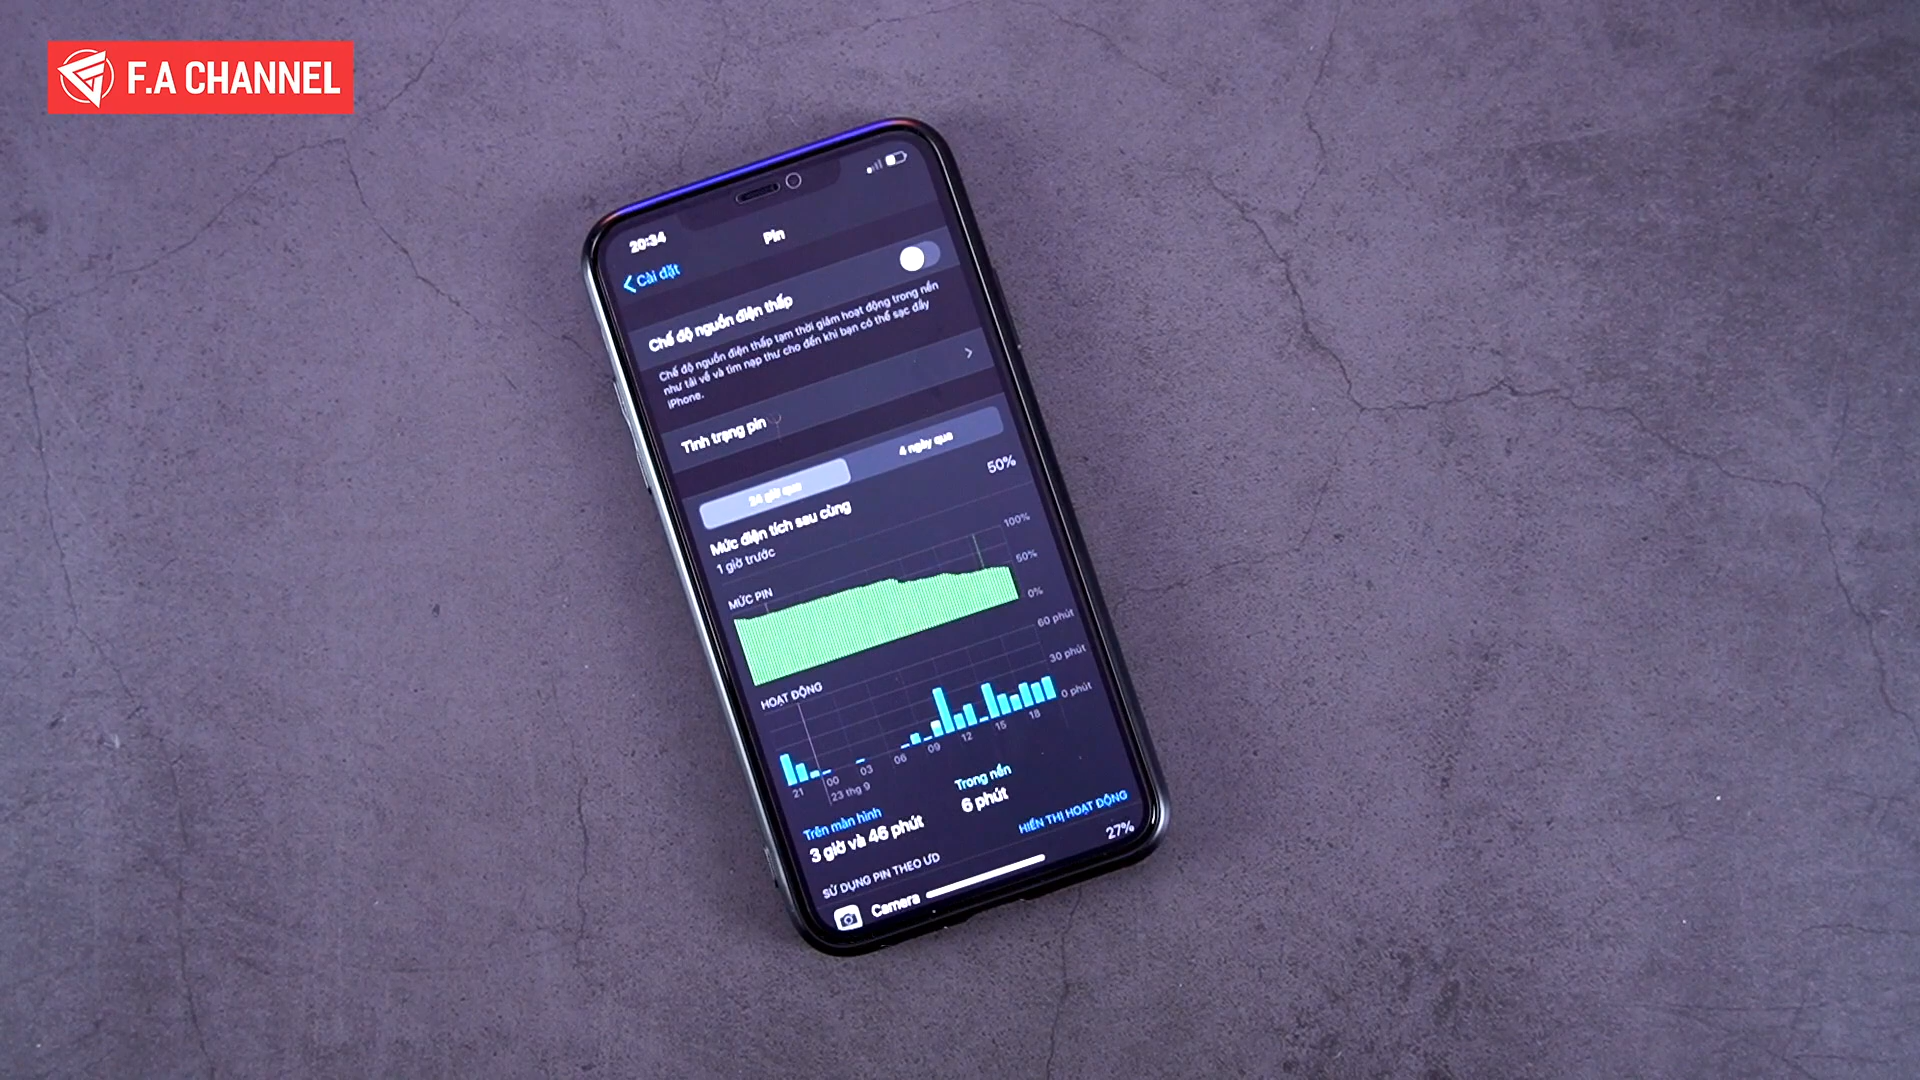 F.A CHANNEL
20:34
Pin
Cài đặt
Chế độ nguồn điện thấp
Chế độ nguồn điện thấp tạm thời giảm hoạt động trong nền
như tải về và tìm nạp thư cho đến khi bạn có thể sạc đầy
iPhone.
Tình trạng pin
24 giờ qua
4 ngày qua
Mức điện tích sau cùng
50%
1 giờ trước
MỨC PIN
100%
50%
0%
HOẠT ĐỘNG
60 phút
30 phút
0 phút
21 00 03 06 09 12 15 18
23 thg 9
Trên màn hình
3 giờ và 46 phút
Trong nền
6 phút
SỬ DỤNG PIN THEO ƯD
HIỂN THỊ HOẠT ĐỘNG
Camera
27%